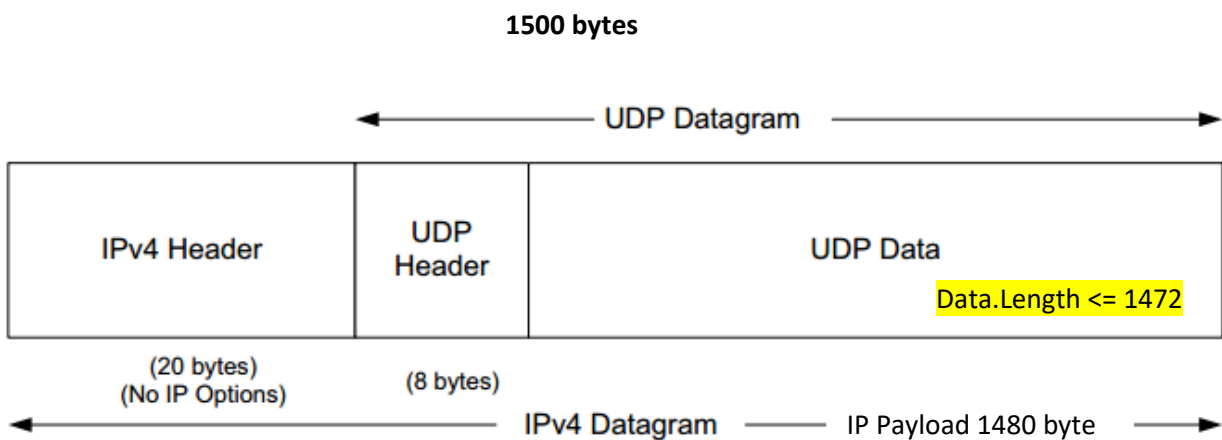 1500 bytes
UDP Datagram
IPv4 Header
UDP
Header
UDP Data
Data.Length <= 1472
(20 bytes)
(No IP Options)
(8 bytes)
IPv4 Datagram
IP Payload 1480 byte